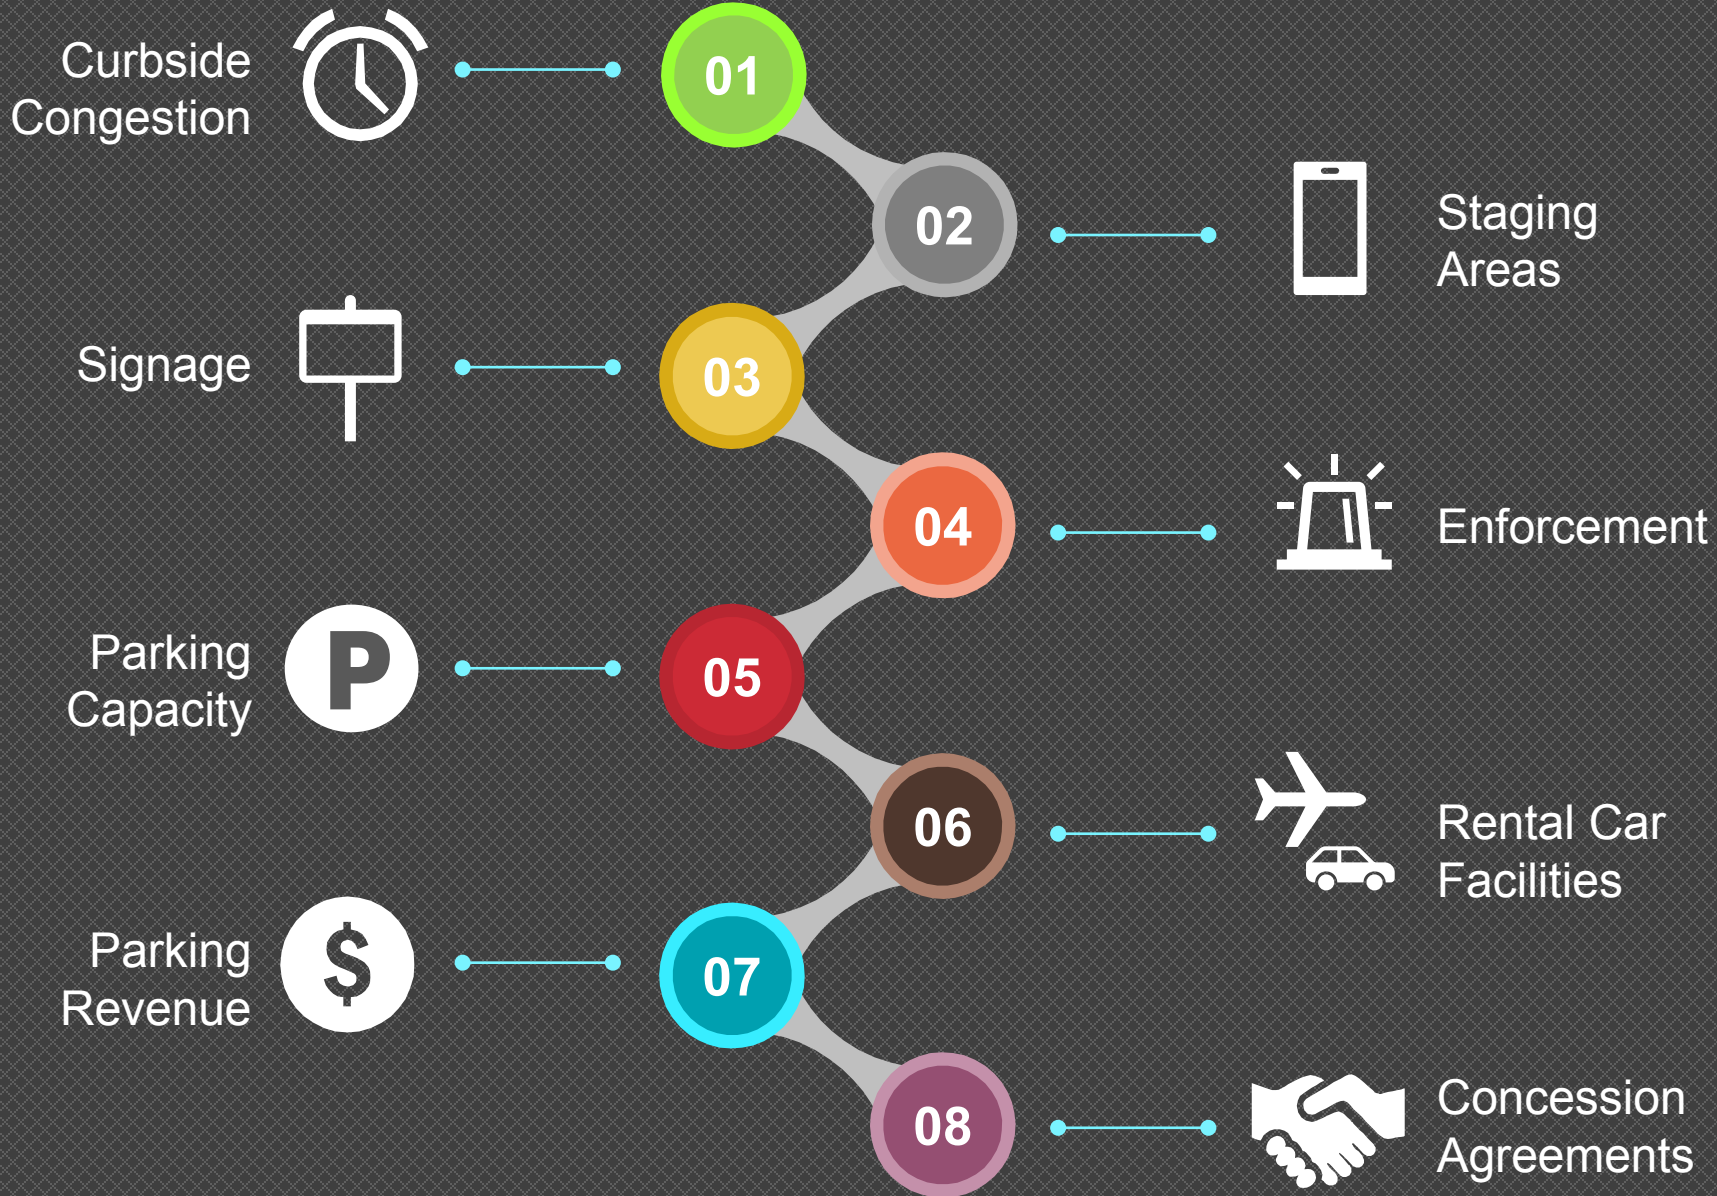 Curbside
Congestion
01
02
Staging
Areas
Signage
03
04
Enforcement
Parking
Capacity
P
05
06
Rental Car
Facilities
Parking
Revenue
$
07
08
Concession
Agreements